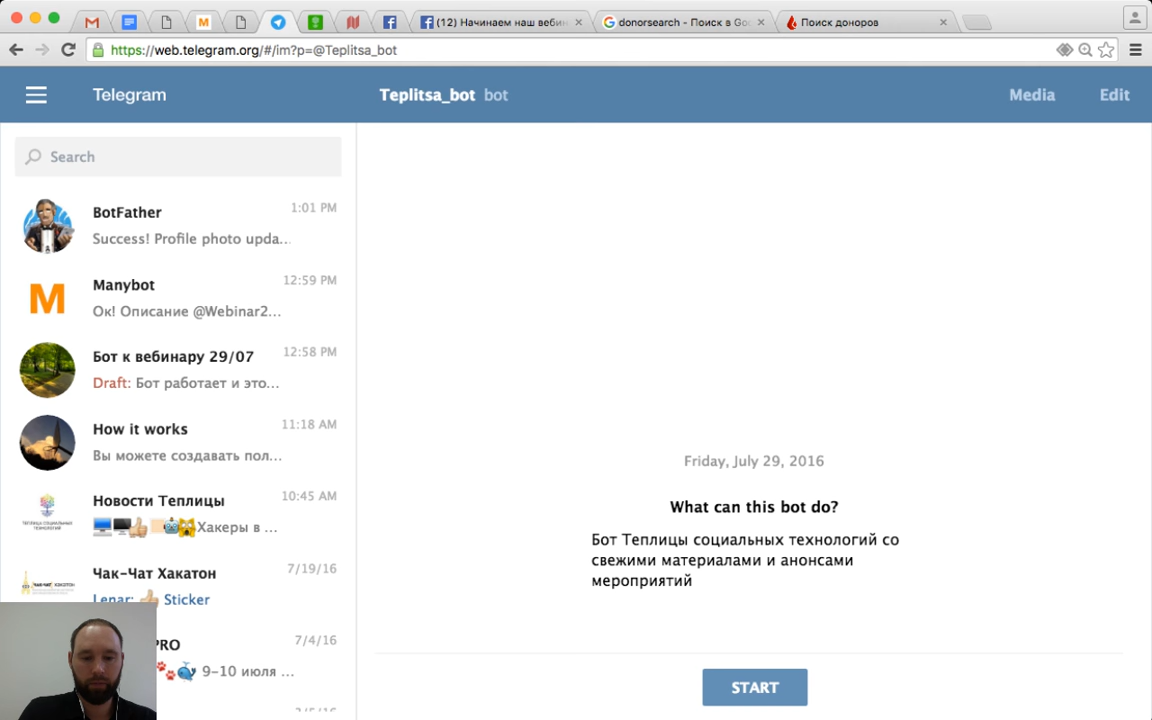 (12) Начинаем наш вебин
donorsearch - Поиск в Goo
Поиск доноров
https://web.telegram.org/#/im?p=@Teplitsa_bot
Telegram
Teplitsa_bot bot
Media
Edit
Search
BotFather
1:01 PM
Success! Profile photo upda...
M
Manybot
12:59 PM
Ок! Описание @Webinar2...
Бот к вебинару 29/07
12:58 PM
Draft: Бот работает и это...
How it works
11:18 AM
Вы можете создавать пол...
Новости Теплицы
10:45 AM
Хакеры в ...
Чак-Чат Хакатон
7/19/16
Lenar: Sticker
PRO
7/4/16
9-10 июля ...
Friday, July 29, 2016
What can this bot do?
Бот Теплицы социальных технологий со
свежими материалами и анонсами
мероприятий
START